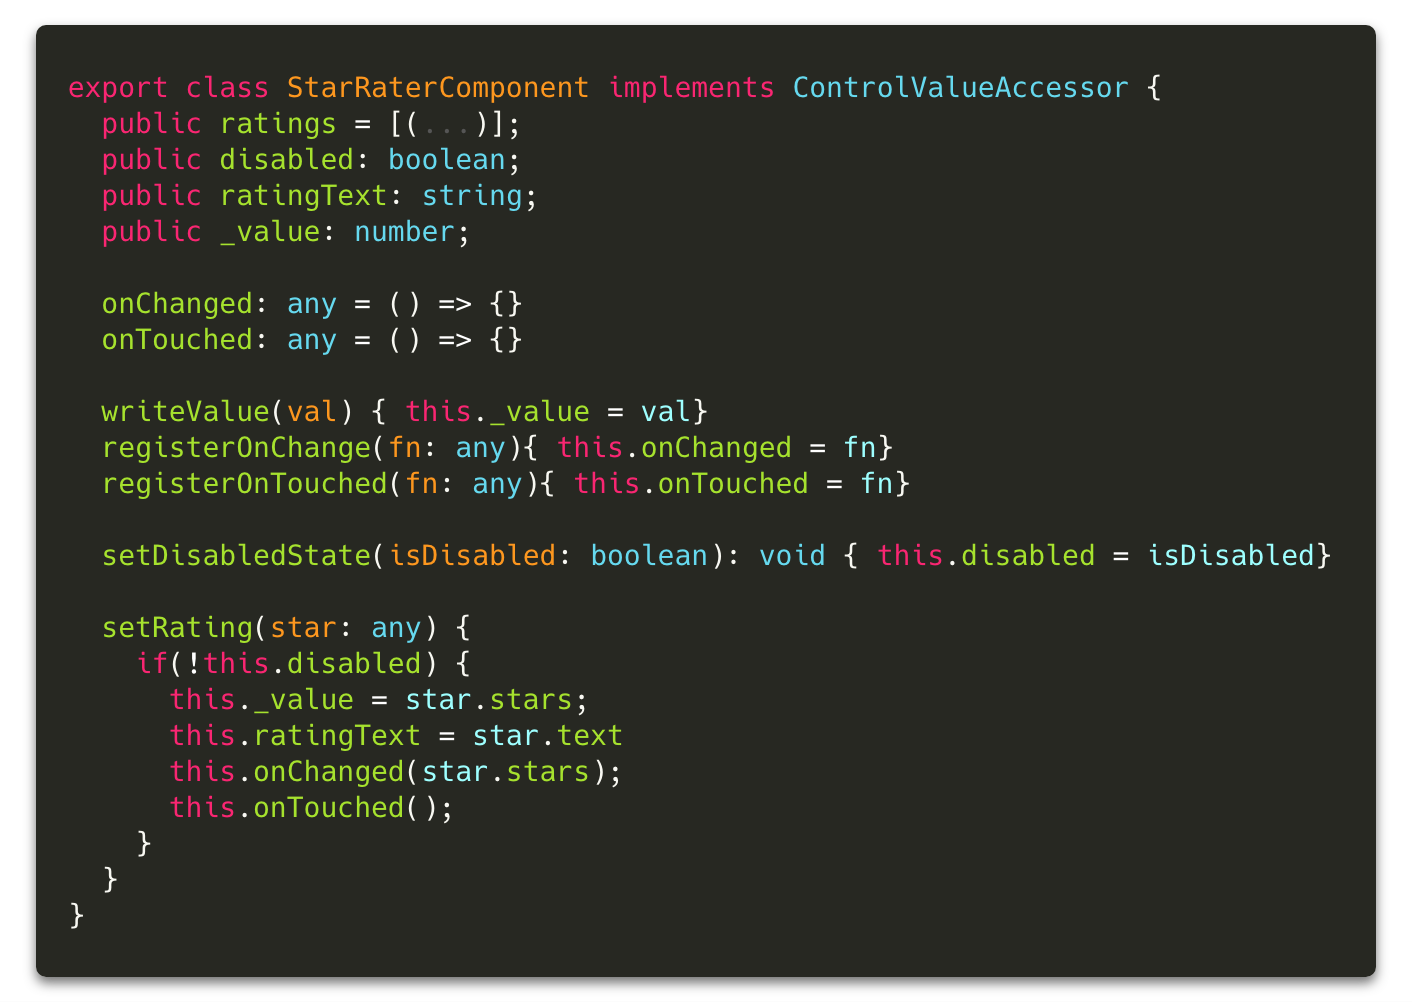 export class StarRaterComponent implements ControlValueAccessor {
  public ratings = [(...)];
  public disabled: boolean;
  public ratingText: string;
  public _value: number;

  onChanged: any = () => {}
  onTouched: any = () => {}

  writeValue(val) { this._value = val}
  registerOnChange(fn: any){ this.onChanged = fn}
  registerOnTouched(fn: any){ this.onTouched = fn}

  setDisabledState(isDisabled: boolean): void { this.disabled = isDisabled}

  setRating(star: any) {
    if(!this.disabled) {
      this._value = star.stars;
      this.ratingText = star.text
      this.onChanged(star.stars);
      this.onTouched();
    }
  }
}